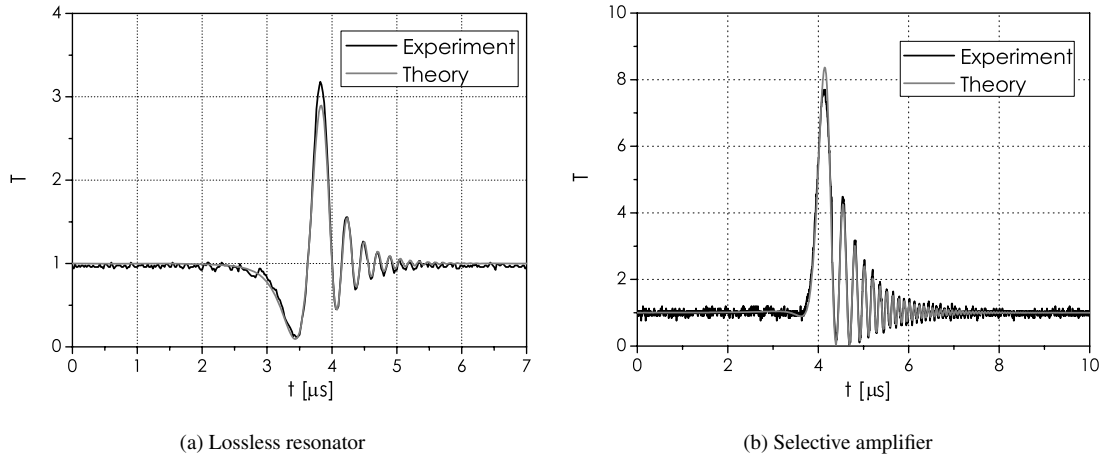 4
3
2
1
0
T
Experiment
Theory
0 1 2 3 4 5 6 7
t [μs]
(a) Lossless resonator
10
8
6
4
2
0
T
Experiment
Theory
0 2 4 6 8 10
t [μs]
(b) Selective amplifier